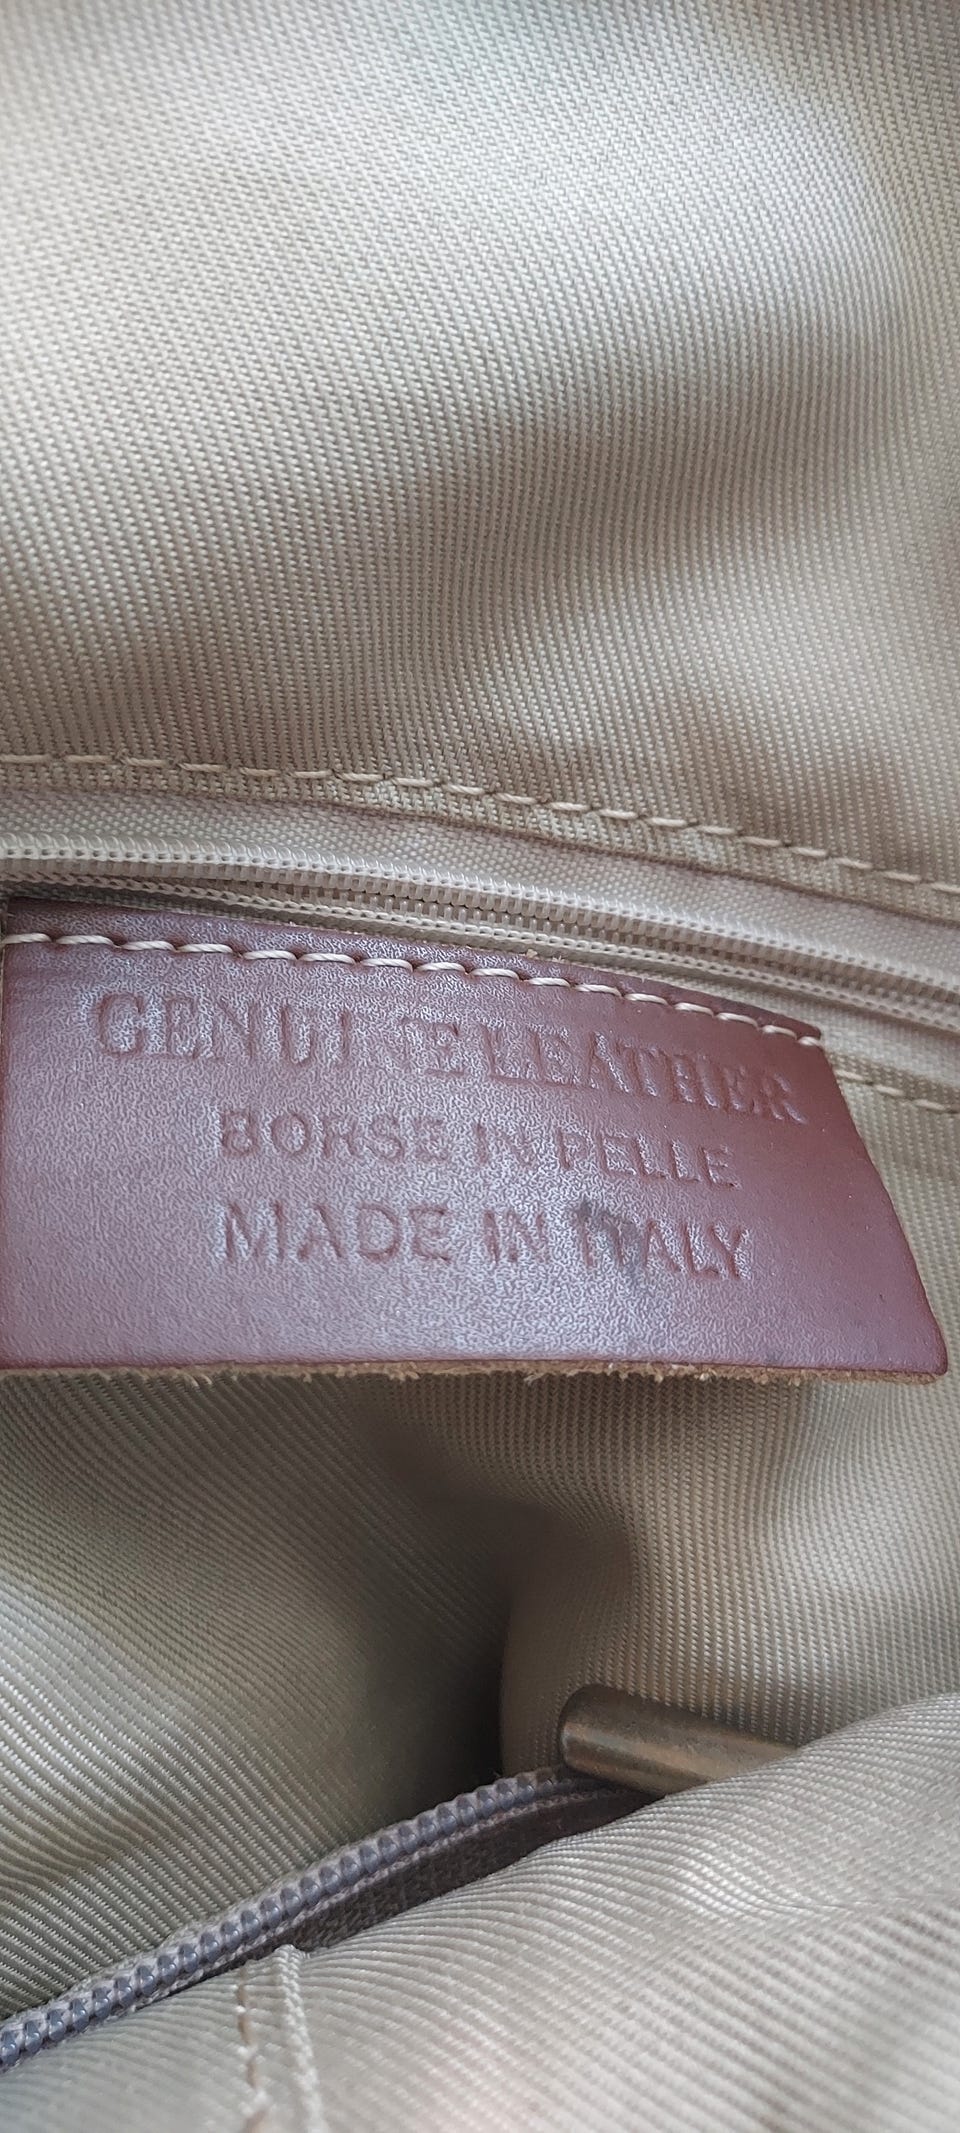 GENUINE LEATHER
BORSE IN PELLE
MADE IN ITALY